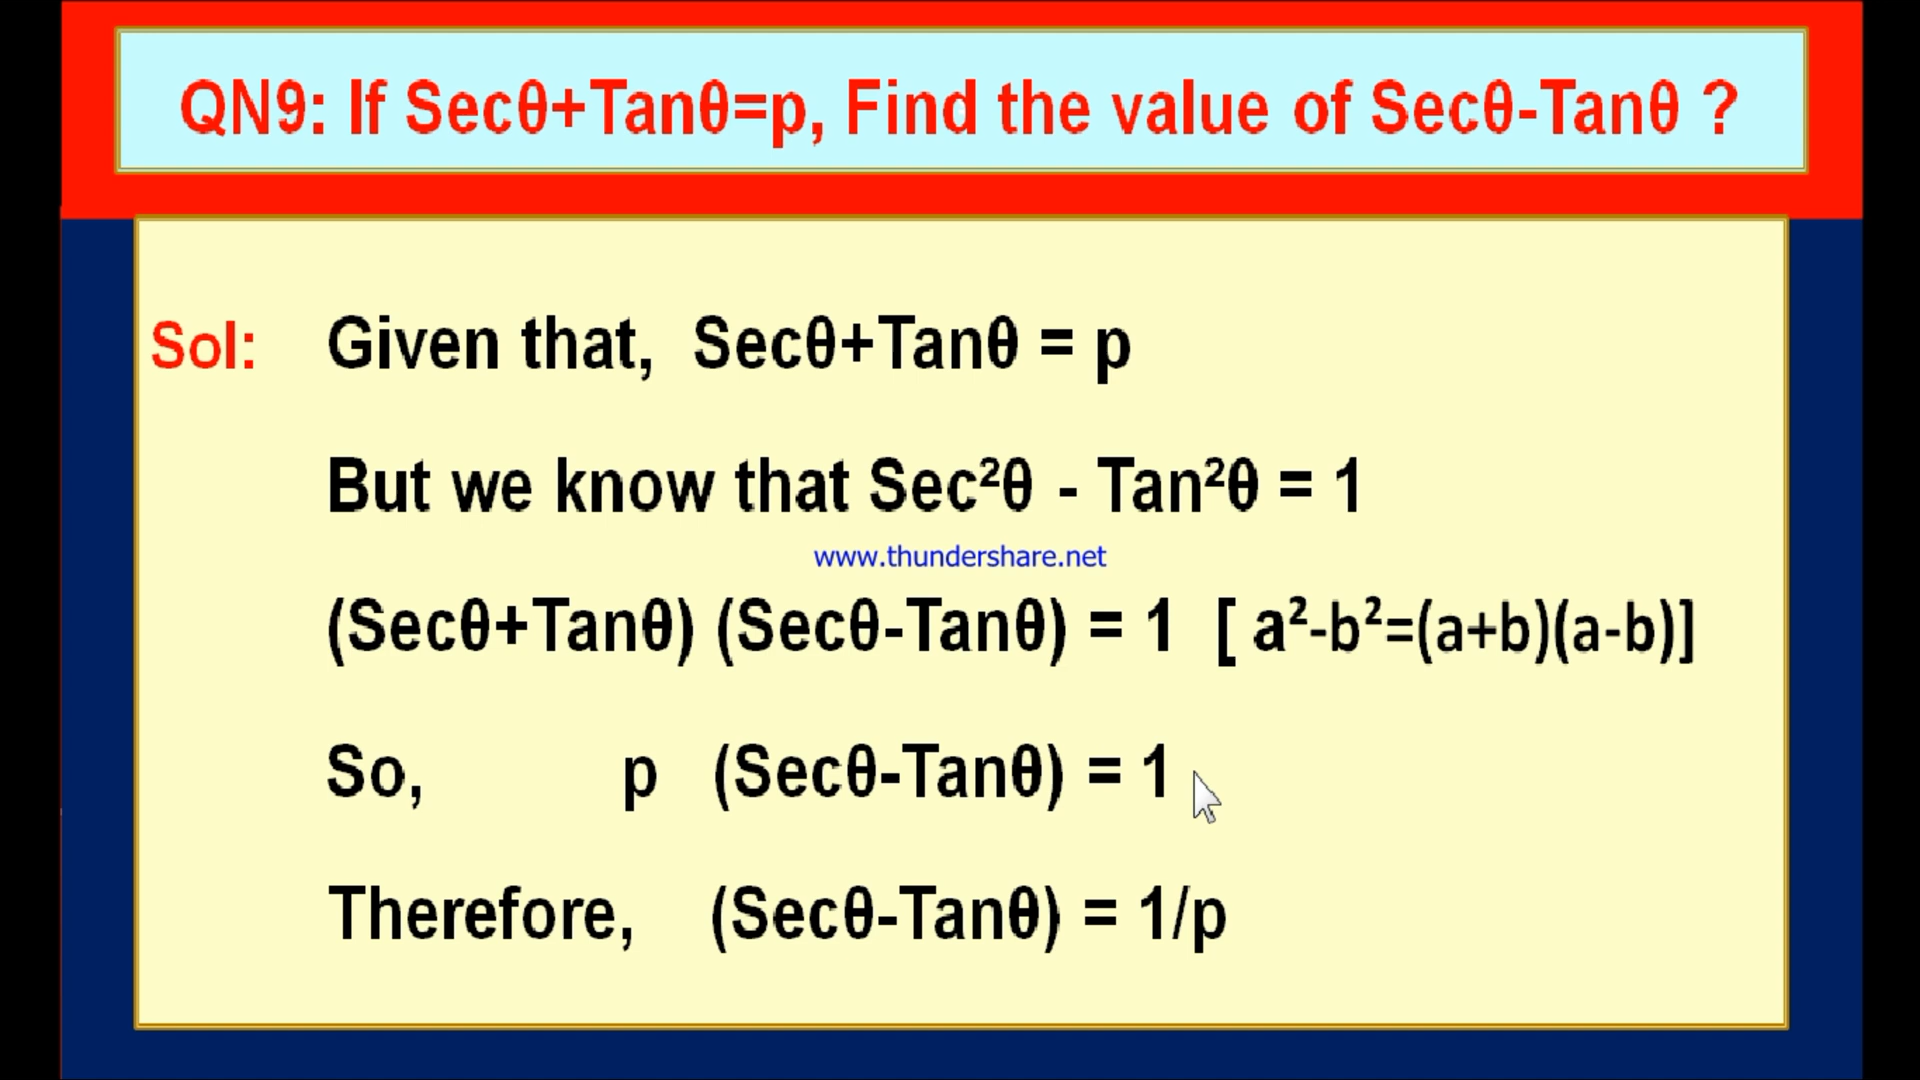 QN9: If Secθ+Tanθ=p, Find the value of Secθ-Tanθ ?
Sol: Given that, Secθ+Tanθ = p
But we know that Sec²θ - Tan²θ = 1
www.thundershare.net
(Secθ+Tanθ) (Secθ-Tanθ) = 1 [ a²-b²=(a+b)(a-b)]
So, p (Secθ-Tanθ) = 1
Therefore, (Secθ-Tanθ) = 1/p